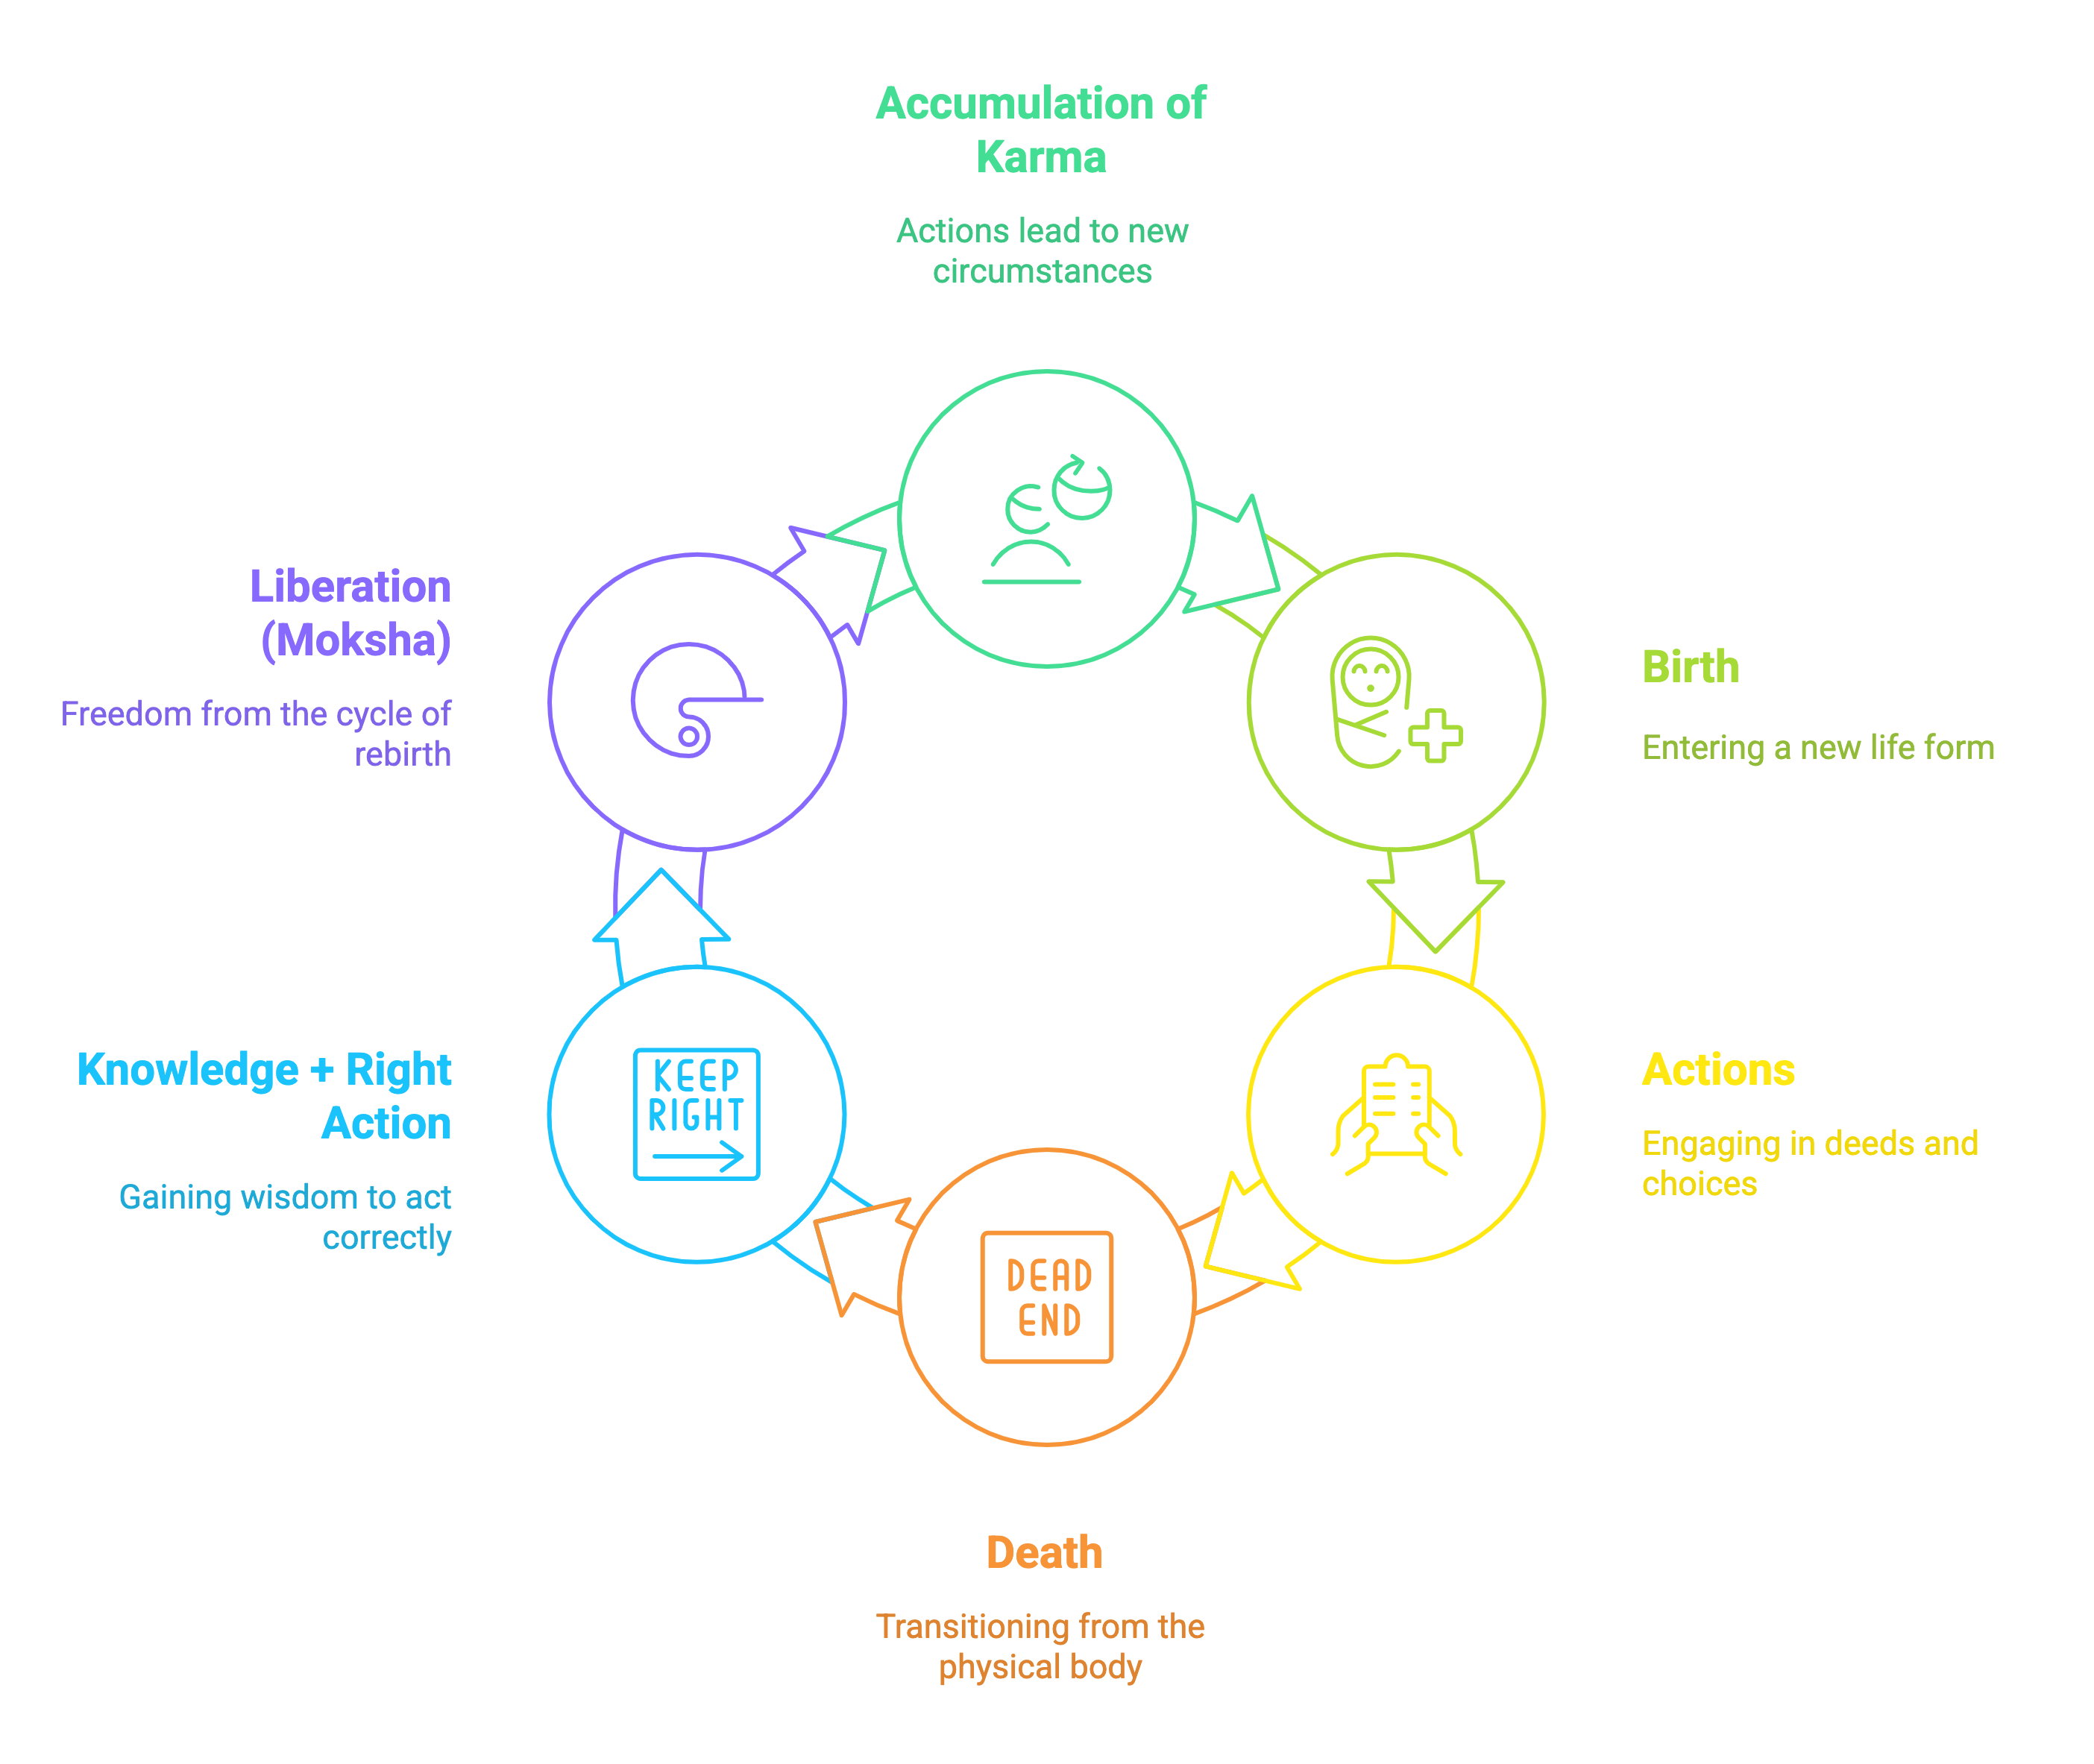 Accumulation of
Karma
Actions lead to new
circumstances
Liberation
(Moksha)
Freedom from the cycle of
rebirth
Birth
Entering a new life form
Knowledge + Right
Action
Gaining wisdom to act
correctly
KEEP
RIGHT
Actions
Engaging in deeds and
choices
DEAD
END
Death
Transitioning from the
physical body